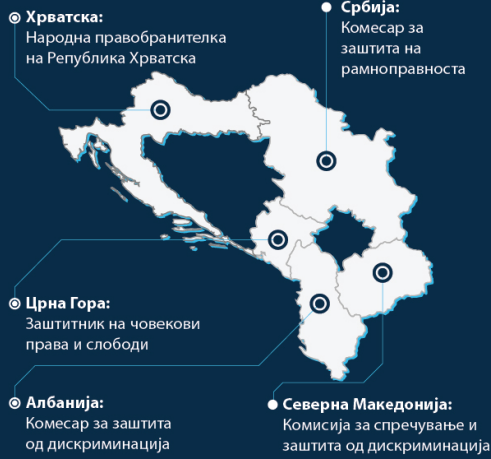 Хрватска:
Народна правобранителка
на Република Хрватска
Србија:
Комесар за
заштита на
рамноправноста
Црна Гора:
Заштитник на човекови
права и слободи
Албанија:
Комесар за заштита
од дискриминација
Северна Македонија:
Комисија за спречување и
заштита од дискриминација